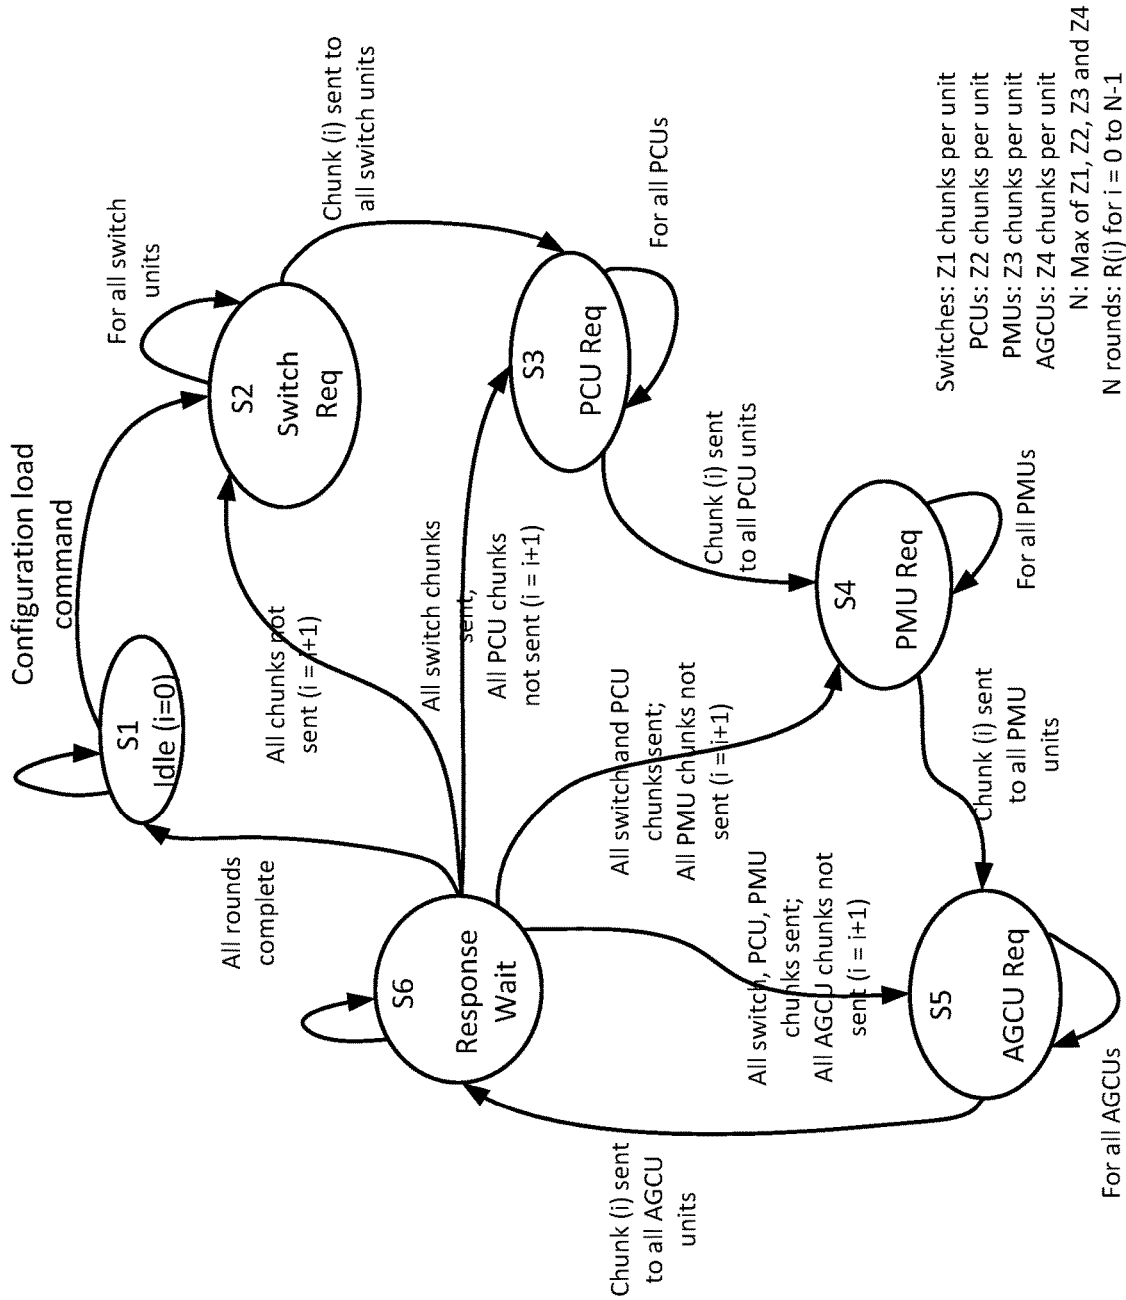 Configuration load
command
For all switch
units
Chunk (i) sent to
all switch units
S1
Idle (i=0)
S2
Switch
Req
All rounds
complete
All chunks not
sent (i = i+1)
All switch chunks
sent,
All PCU chunks
not sent (i = i+1)
S3
PCU Req
For all PCUs
S6
Response
Wait
All switch and PCU
chunks sent;
All PMU chunks not
sent (i = i+1)
Chunk (i) sent
to all PCU units
S4
PMU Req
For all PMUs
All switch, PCU, PMU
chunks sent;
All AGCU chunks not
sent (i = i+1)
Chunk (i) sent
to all PMU
units
Chunk (i) sent
to all AGCU
units
S5
AGCU Req
For all AGCUs
Switches: Z1 chunks per unit
PCUs: Z2 chunks per unit
PMUs: Z3 chunks per unit
AGCUs: Z4 chunks per unit
N: Max of Z1, Z2, Z3 and Z4
N rounds: R(i) for i = 0 to N-1